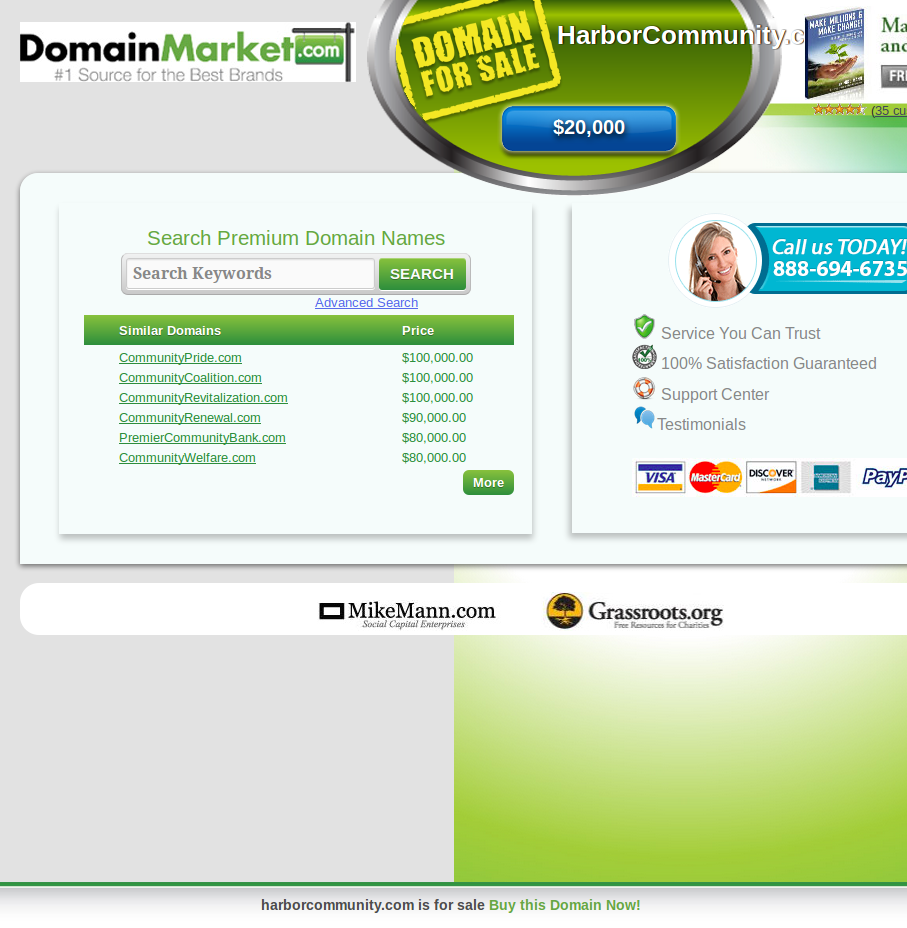 DomainMarket.com
#1 Source for the Best Brands
DOMAIN
FOR SALE
HarborCommunity.c
$20,000
MAKE MILLIONS &
MAKE CHANGE!
Ma
and
FRE
(35 cu
Search Premium Domain Names
Search Keywords
SEARCH
Advanced Search
Similar Domains Price
CommunityPride.com $100,000.00
CommunityCoalition.com $100,000.00
CommunityRevitalization.com $100,000.00
CommunityRenewal.com $90,000.00
PremierCommunityBank.com $80,000.00
CommunityWelfare.com $80,000.00
More
Call us TODAY!
888-694-6735
Service You Can Trust
100% Satisfaction Guaranteed
Support Center
Testimonials
VISA MasterCard DISCOVER PayP
NETWORK
MikeMann.com
Social Capital Enterprises
Grassroots.org
Free Resources for Charities
harborcommunity.com is for sale Buy this Domain Now!